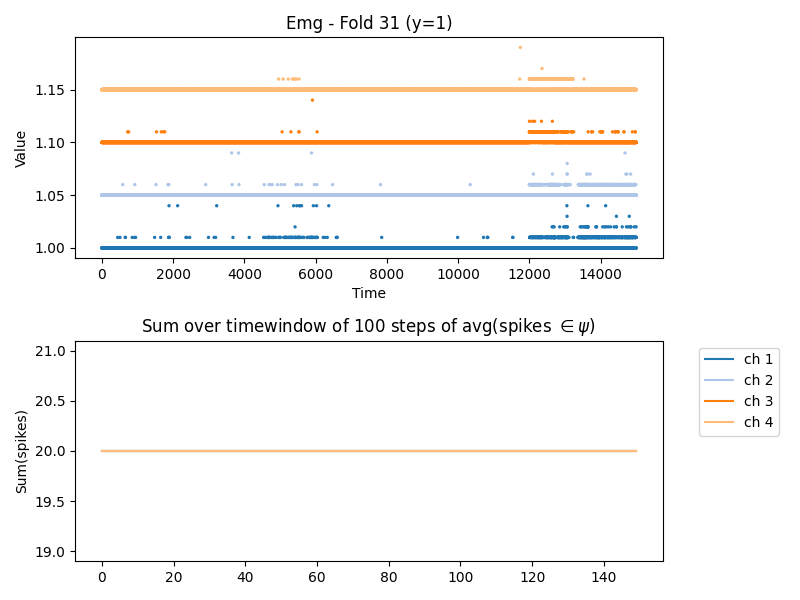 Emg - Fold 31 (y=1)
Value
1.15
1.10
1.05
1.00
0 2000 4000 6000 8000 10000 12000 14000
Time
Sum over timewindow of 100 steps of avg(spikes ∈ ψ)
Sum(spikes)
21.0
20.5
20.0
19.5
19.0
0 20 40 60 80 100 120 140
ch 1
ch 2
ch 3
ch 4